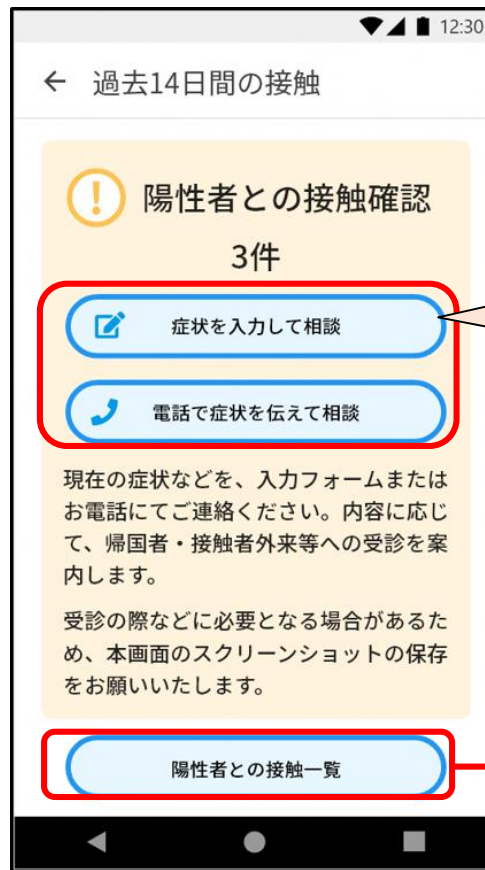 12:30
過去14日間の接触
陽性者との接触確認
3件
症状を入力して相談
電話で症状を伝えて相談
現在の症状などを、入力フォームまたは
お電話にてご連絡ください。内容に応じ
て、帰国者・接触者外来等への受診を案
内します。
受診の際などに必要となる場合があるた
め、本画面のスクリーンショットの保存
をお願いいたします。
陽性者との接触一覧